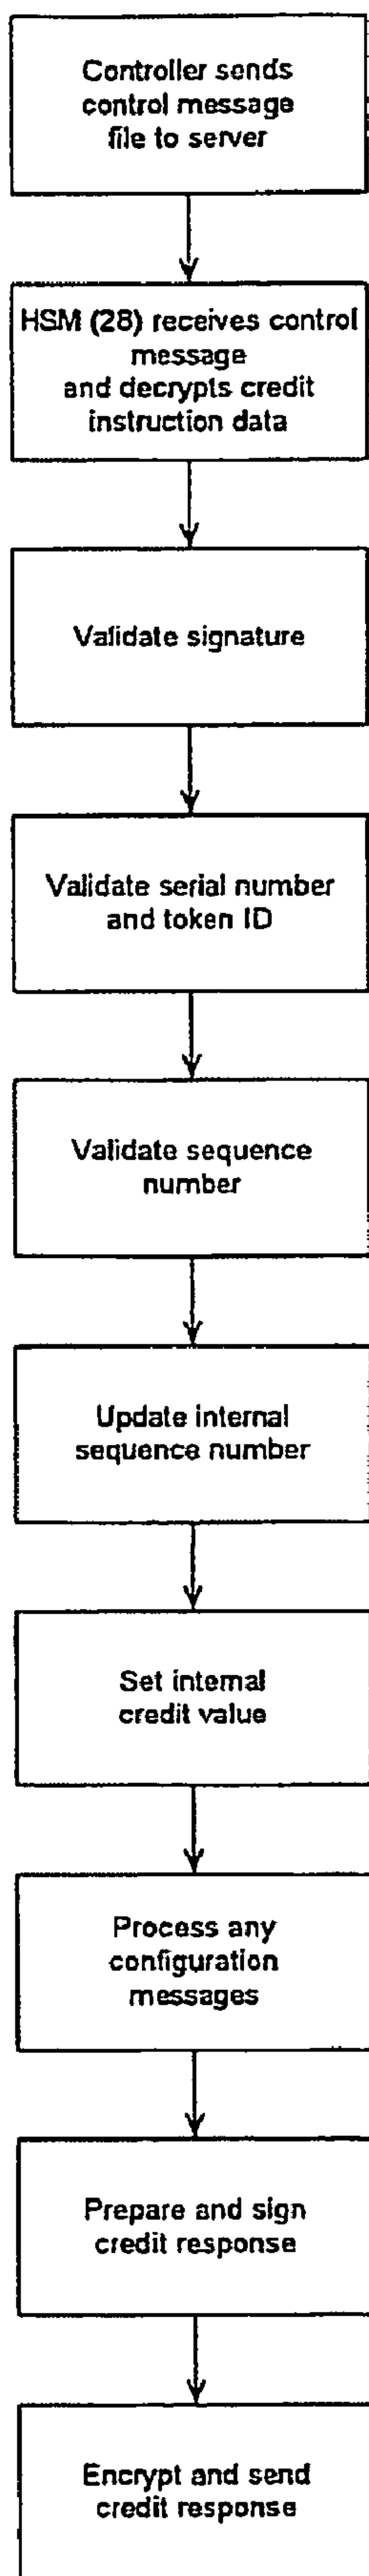 Controller sends
control message
file to server
HSM (28) receives control
message
and decrypts credit
instruction data
Validate signature
Validate serial number
and token ID
Validate sequence
number
Update internal
sequence number
Set internal
credit value
Process any
configuration
messages
Prepare and sign
credit response
Encrypt and send
credit response